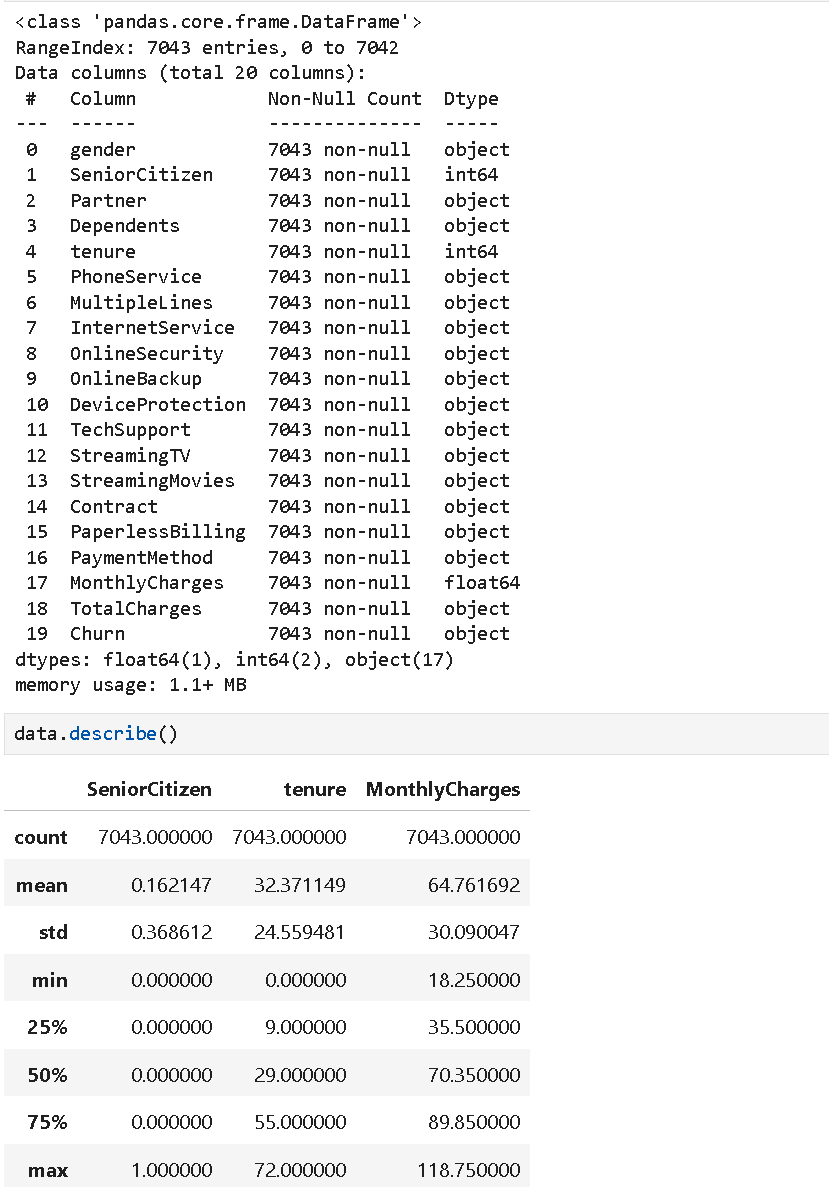 <class 'pandas.core.frame.DataFrame'>
RangeIndex: 7043 entries, 0 to 7042
Data columns (total 20 columns):
 #   Column            Non-Null Count  Dtype
---  ------            --------------  -----
 0   gender            7043 non-null   object
 1   SeniorCitizen     7043 non-null   int64
 2   Partner           7043 non-null   object
 3   Dependents        7043 non-null   object
 4   tenure            7043 non-null   int64
 5   PhoneService      7043 non-null   object
 6   MultipleLines     7043 non-null   object
 7   InternetService   7043 non-null   object
 8   OnlineSecurity    7043 non-null   object
 9   OnlineBackup      7043 non-null   object
 10  DeviceProtection  7043 non-null   object
 11  TechSupport       7043 non-null   object
 12  StreamingTV       7043 non-null   object
 13  StreamingMovies   7043 non-null   object
 14  Contract          7043 non-null   object
 15  PaperlessBilling  7043 non-null   object
 16  PaymentMethod     7043 non-null   object
 17  MonthlyCharges    7043 non-null   float64
 18  TotalCharges      7043 non-null   object
 19  Churn             7043 non-null   object
dtypes: float64(1), int64(2), object(17)
memory usage: 1.1+ MB
data.describe()
SeniorCitizen tenure MonthlyCharges
count 7043.000000 7043.000000 7043.000000
mean 0.162147 32.371149 64.761692
std 0.368612 24.559481 30.090047
min 0.000000 0.000000 18.250000
25% 0.000000 9.000000 35.500000
50% 0.000000 29.000000 70.350000
75% 0.000000 55.000000 89.850000
max 1.000000 72.000000 118.750000